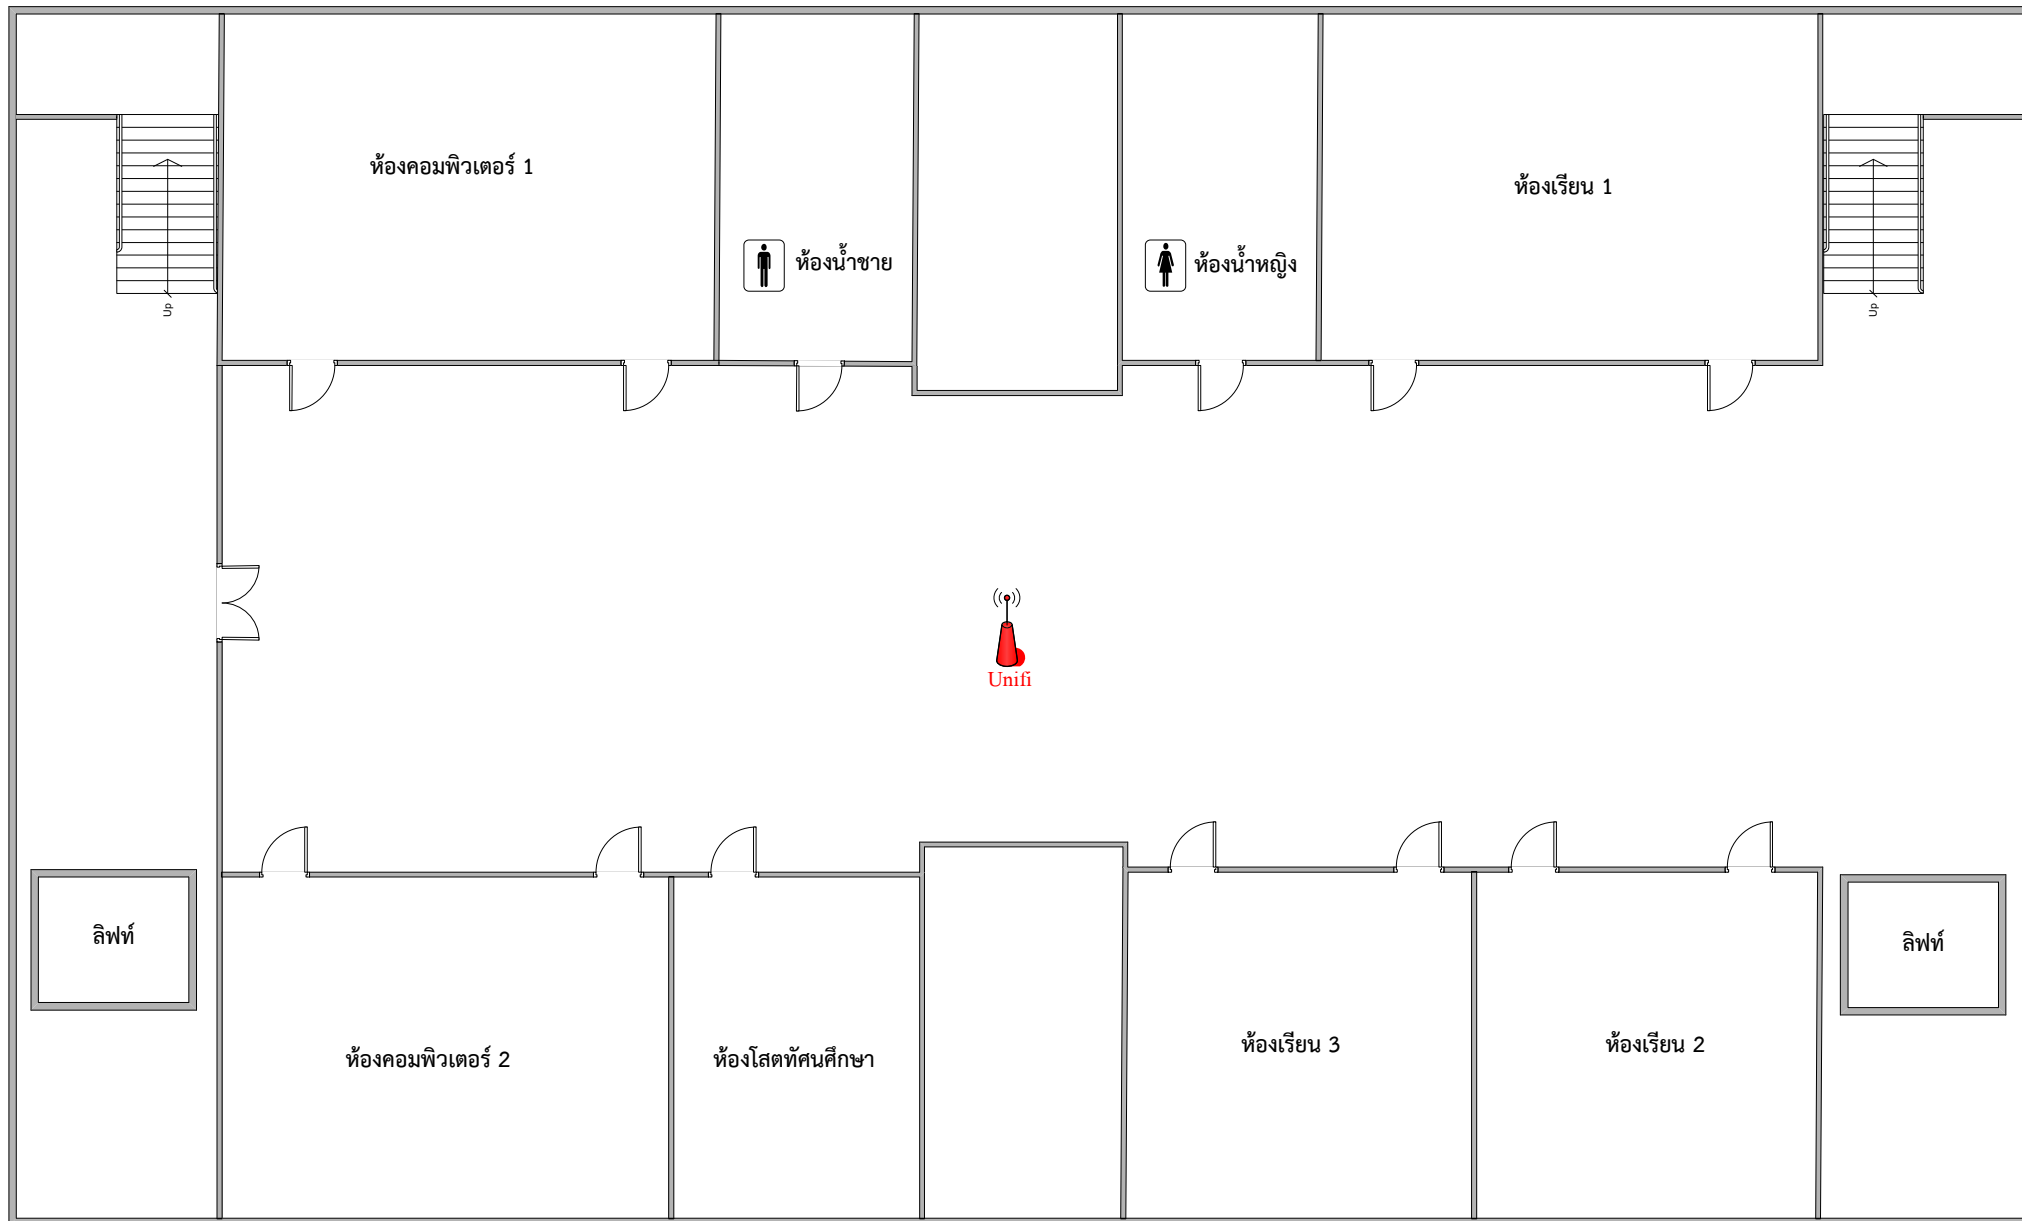 ห้องคอมพิวเตอร์ 1
ห้องเรียน 1
ห้องน้ำชาย
ห้องน้ำหญิง
Up
Up
Unifi
ลิฟท์
ลิฟท์
ห้องคอมพิวเตอร์ 2
ห้องโสตทัศนศึกษา
ห้องเรียน 3
ห้องเรียน 2